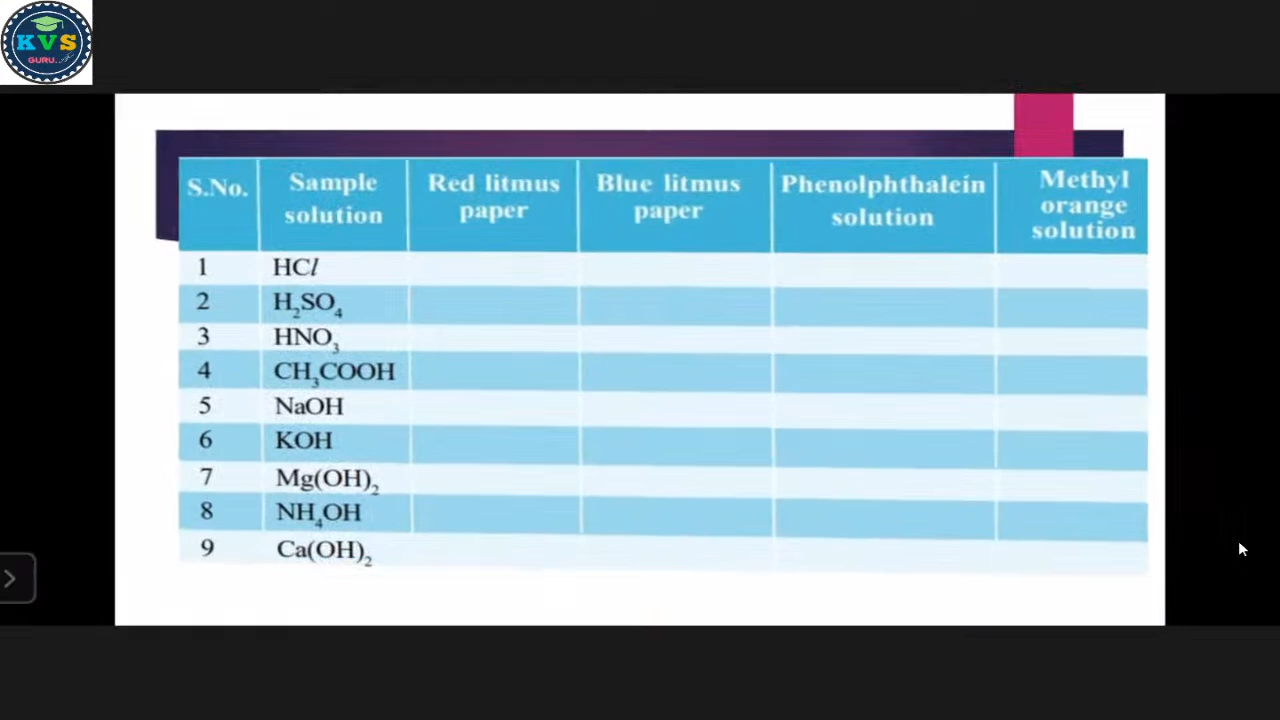 KVS
GURU
S.No. Sample solution Red litmus paper Blue litmus paper Phenolphthalein solution Methyl orange solution
1 HCl
2 H₂SO₄
3 HNO₃
4 CH₃COOH
5 NaOH
6 KOH
7 Mg(OH)₂
8 NH₄OH
9 Ca(OH)₂